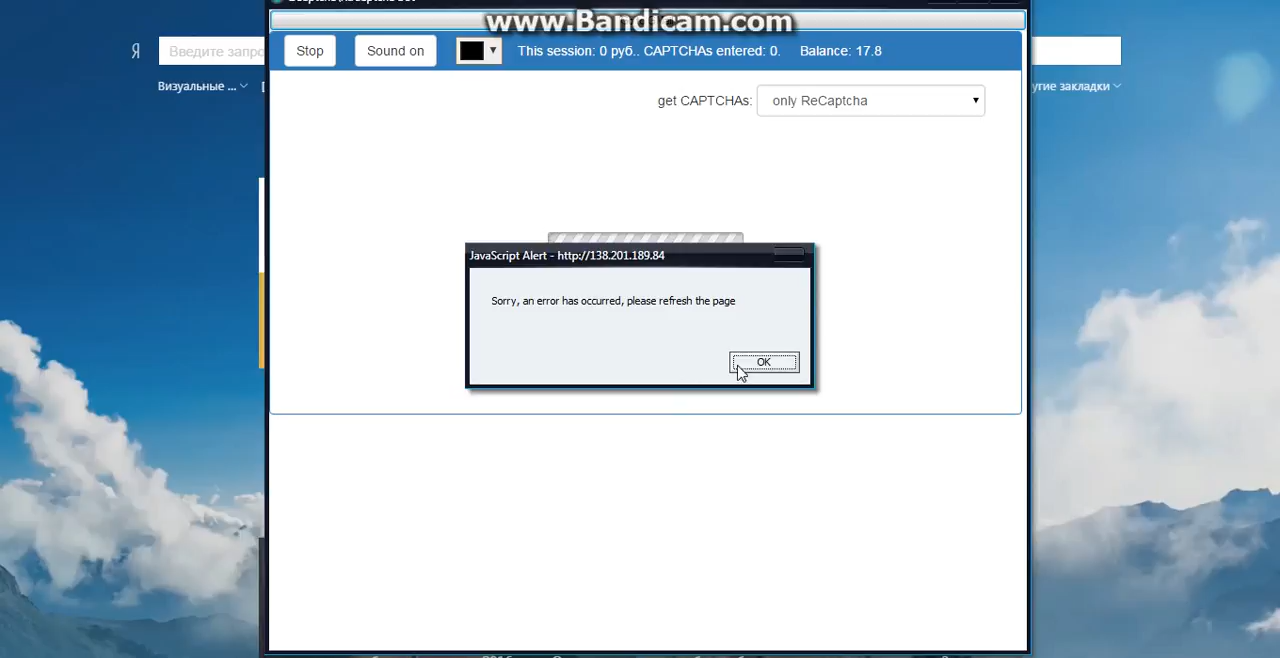 www.Bandicam.com
Stop
Sound on
This session: 0 руб.. CAPTCHAs entered: 0.
Balance: 17.8
Я
Введите запро
Визуальные ...
угие закладки
get CAPTCHAs:
only ReCaptcha
JavaScript Alert - http://138.201.189.84
Sorry, an error has occurred, please refresh the page
OK